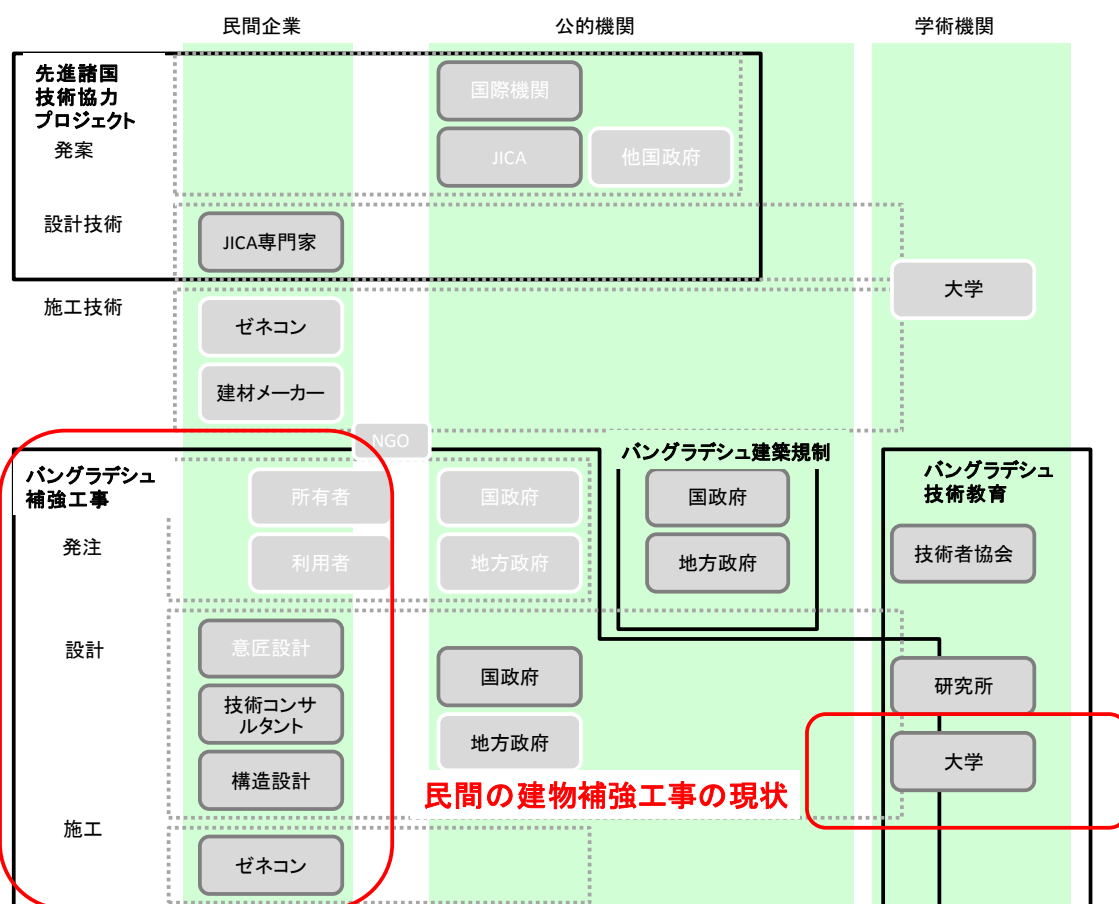 民間企業
公的機関
学術機関
先進諸国
技術協力
プロジェクト
発案
国際機関
JICA
他国政府
設計技術
JICA専門家
大学
施工技術
ゼネコン
建材メーカー
NGO
バングラデシュ
補強工事
バングラデシュ建築規制
バングラデシュ
技術教育
所有者
国政府
国政府
発注
利用者
地方政府
地方政府
技術者協会
設計
意匠設計
国政府
研究所
技術コンサ
ルタント
地方政府
大学
構造設計
民間の建物補強工事の現状
施工
ゼネコン